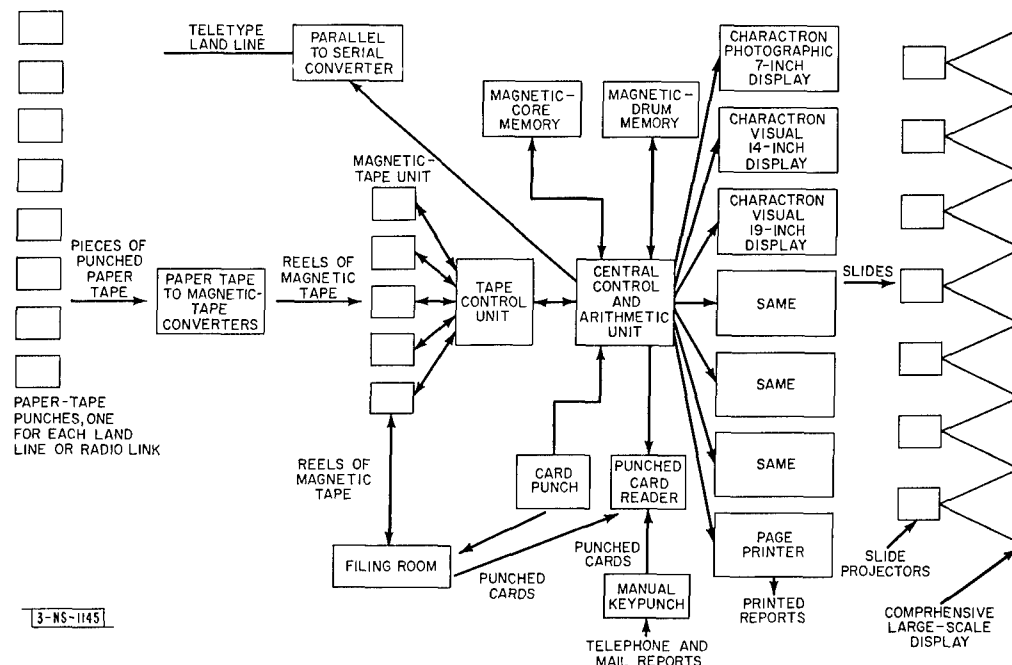 TELETYPE
LAND LINE
PARALLEL
TO SERIAL
CONVERTER
MAGNETIC-
CORE
MEMORY
MAGNETIC-
DRUM MEMORY
CHARACTRON
PHOTOGRAPHIC
7-INCH
DISPLAY
CHARACTRON
VISUAL
14-INCH
DISPLAY
CHARACTRON
VISUAL
19-INCH
DISPLAY
MAGNETIC-
TAPE UNIT
PIECES OF
PUNCHED
PAPER
TAPE
PAPER TAPE
TO MAGNETIC-
TAPE
CONVERTERS
REELS OF
MAGNETIC
TAPE
TAPE
CONTROL
UNIT
CENTRAL
CONTROL
AND
ARITHMETIC
UNIT
SAME
SLIDES
SAME
SAME
PAPER-TAPE
PUNCHES, ONE
FOR EACH LAND
LINE OR RADIO LINK
REELS OF
MAGNETIC
TAPE
CARD
PUNCH
PUNCHED
CARD
READER
PAGE
PRINTER
FILING ROOM
PUNCHED
CARDS
PUNCHED
CARDS
MANUAL
KEYPUNCH
TELEPHONE AND
MAIL REPORTS
PRINTED
REPORTS
SLIDE
PROJECTORS
COMPRHENSIVE
LARGE-SCALE
DISPLAY
3-NS-1145